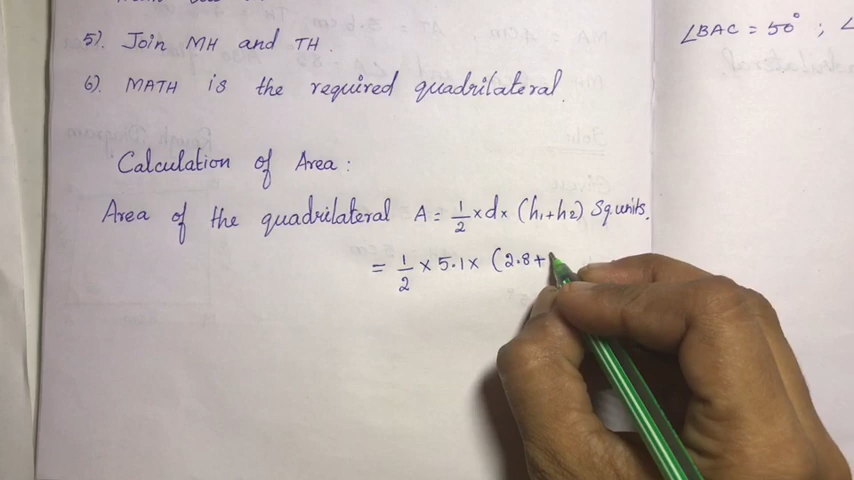 5). Join MH and TH.
6). MATH is the required quadrilateral.
Calculation of Area:
Area of the quadrilateral A = 1/2 × d × (h1 + h2) Sq. units.
= 1/2 × 5.1 × (2.8 +
∠BAC = 50° ; ∠